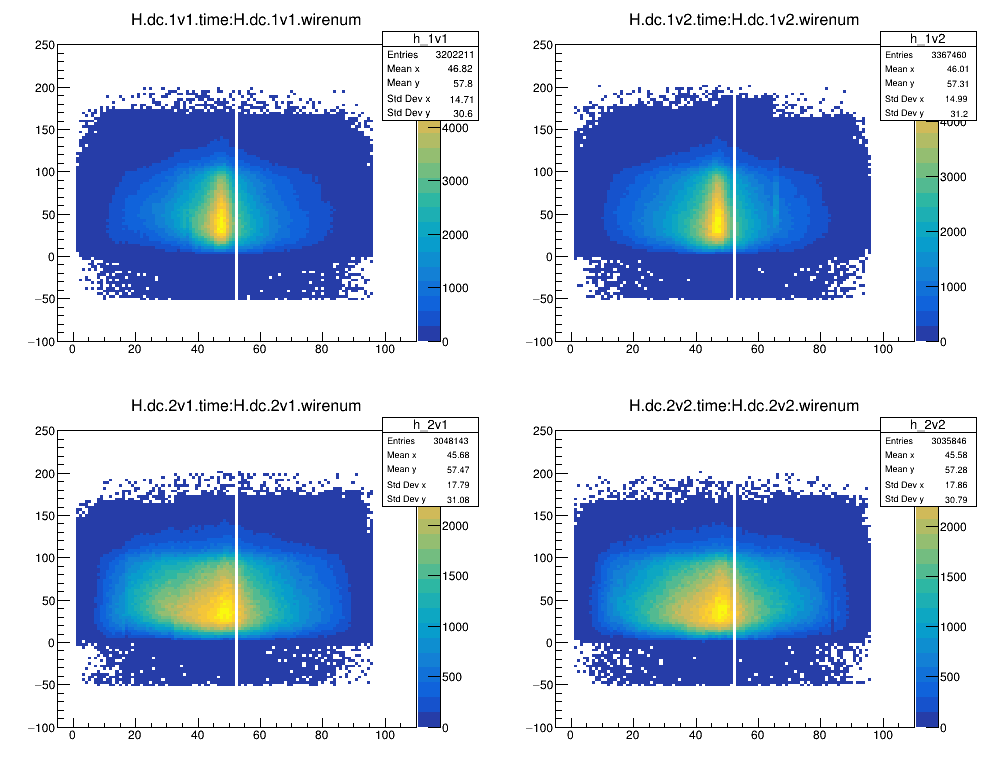 H.dc.1v1.time:H.dc.1v1.wirenum
h_1v1
Entries 3202211
Mean x 46.82
Mean y 57.8
Std Dev x 14.71
Std Dev y 30.6
250
200
150
100
50
0
−50
−100
0 20 40 60 80 100
4000
3000
2000
1000
0
H.dc.1v2.time:H.dc.1v2.wirenum
h_1v2
Entries 3367460
Mean x 46.01
Mean y 57.31
Std Dev x 14.99
Std Dev y 31.2
250
200
150
100
50
0
−50
−100
0 20 40 60 80 100
4000
3000
2000
1000
0
H.dc.2v1.time:H.dc.2v1.wirenum
h_2v1
Entries 3048143
Mean x 45.68
Mean y 57.47
Std Dev x 17.79
Std Dev y 31.08
250
200
150
100
50
0
−50
−100
0 20 40 60 80 100
2000
1500
1000
500
0
H.dc.2v2.time:H.dc.2v2.wirenum
h_2v2
Entries 3035846
Mean x 45.58
Mean y 57.28
Std Dev x 17.86
Std Dev y 30.79
250
200
150
100
50
0
−50
−100
0 20 40 60 80 100
2000
1500
1000
500
0